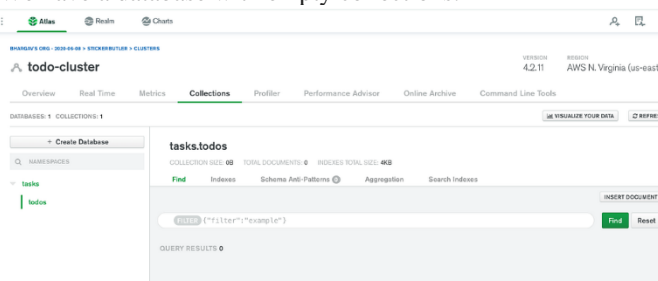 Atlas Realm Charts
BHARGAV'S ORG - 2020-05-08 > STICKERBUTLER > CLUSTERS
todo-cluster
VERSION REGION
4.2.11 AWS N. Virginia (us-east
Overview Real Time Metrics Collections Profiler Performance Advisor Online Archive Command Line Tools
DATABASES: 1 COLLECTIONS: 1
VISUALIZE YOUR DATA REFRE
+ Create Database
NAMESPACES
tasks
todos
tasks.todos
COLLECTION SIZE: 0B TOTAL DOCUMENTS: 0 INDEXES TOTAL SIZE: 4KB
Find Indexes Schema Anti-Patterns 0 Aggregation Search Indexes
INSERT DOCUMENT
FILTER {"filter":"example"}
Find Reset
QUERY RESULTS 0